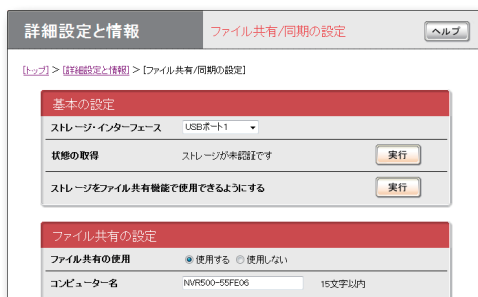 詳細設定と情報 ファイル共有/同期の設定 ヘルプ
[トップ] > [詳細設定と情報] > [ファイル共有/同期の設定]
基本の設定
ストレージ・インターフェース USBポート1
状態の取得 ストレージが未認証です 実行
ストレージをファイル共有機能で使用できるようにする 実行
ファイル共有の設定
ファイル共有の使用 使用する 使用しない
コンピューター名 NVR500-55FE06 15文字以内